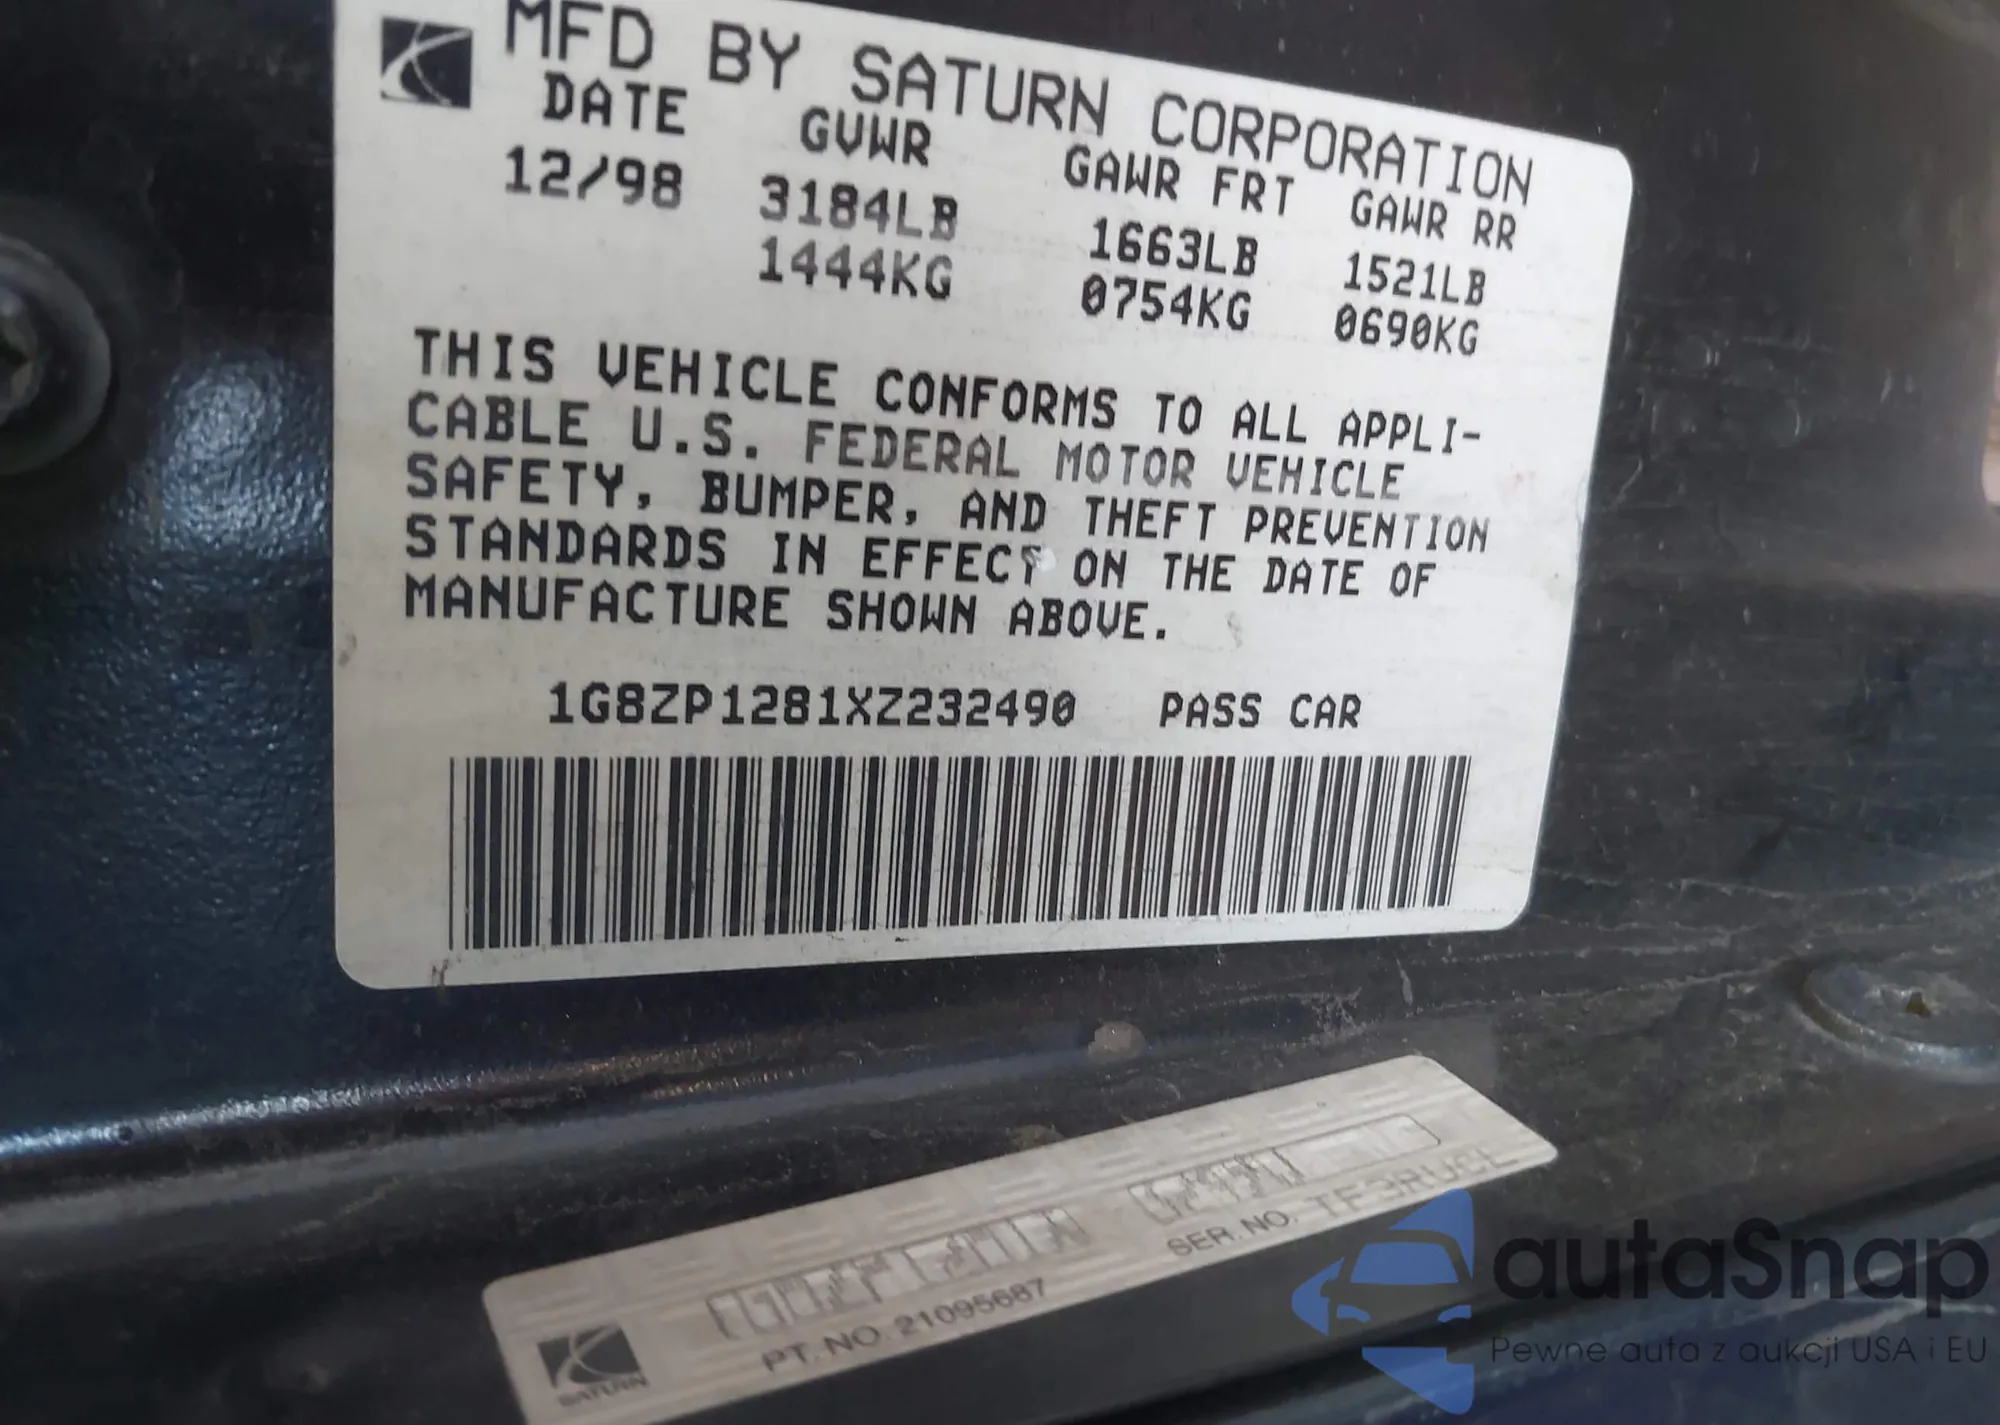 MFD BY SATURN CORPORATION
DATE GVWR GAWR FRT GAWR RR
12/98 3184LB 1663LB 1521LB
1444KG 0754KG 0690KG
THIS VEHICLE CONFORMS TO ALL APPLI-
CABLE U.S. FEDERAL MOTOR VEHICLE
SAFETY, BUMPER, AND THEFT PREVENTION
STANDARDS IN EFFECT ON THE DATE OF
MANUFACTURE SHOWN ABOVE.
1G8ZP1281XZ232490 PASS CAR
PT. NO. 21095687
SER. NO.
SATURN
autaSnap
Pewne auta z aukcji USA i EU